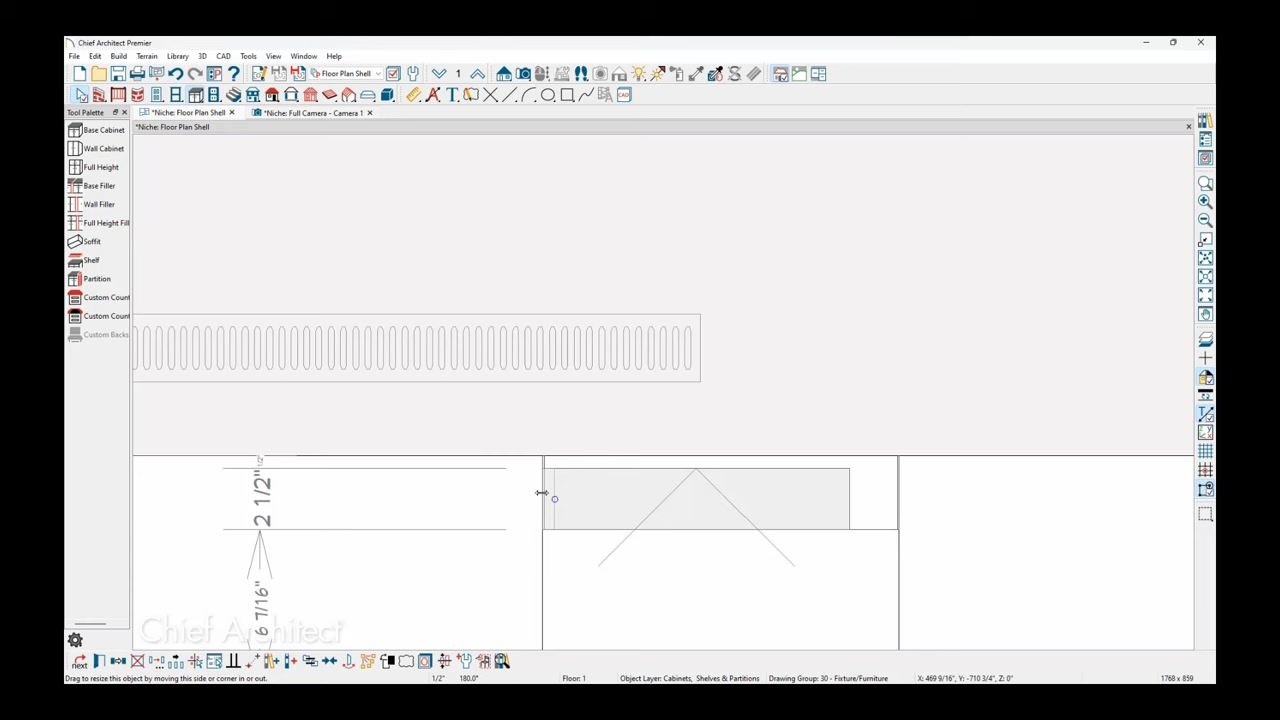 Chief Architect Premier
File Edit Build Terrain Library 3D CAD Tools View Window Help
Floor Plan Shell 1
Tool Palette *Niche: Floor Plan Shell *Niche: Full Camera - Camera 1
*Niche: Floor Plan Shell
Base Cabinet
Wall Cabinet
Full Height
Base Filler
Wall Filler
Full Height Fill
Soffit
Shelf
Partition
Custom Count
Custom Count
Custom Backs
2 1/2"
6 7/16"
Chief Architect
next
Drag to resize this object by moving this side or corner in or out. 1/2" 180.0° Floor: 1 Object Layer: Cabinets, Shelves & Partitions Drawing Group: 30 - Fixture/Furniture X: 469 9/16", Y: -710 3/4", Z: 0" 1768 x 859